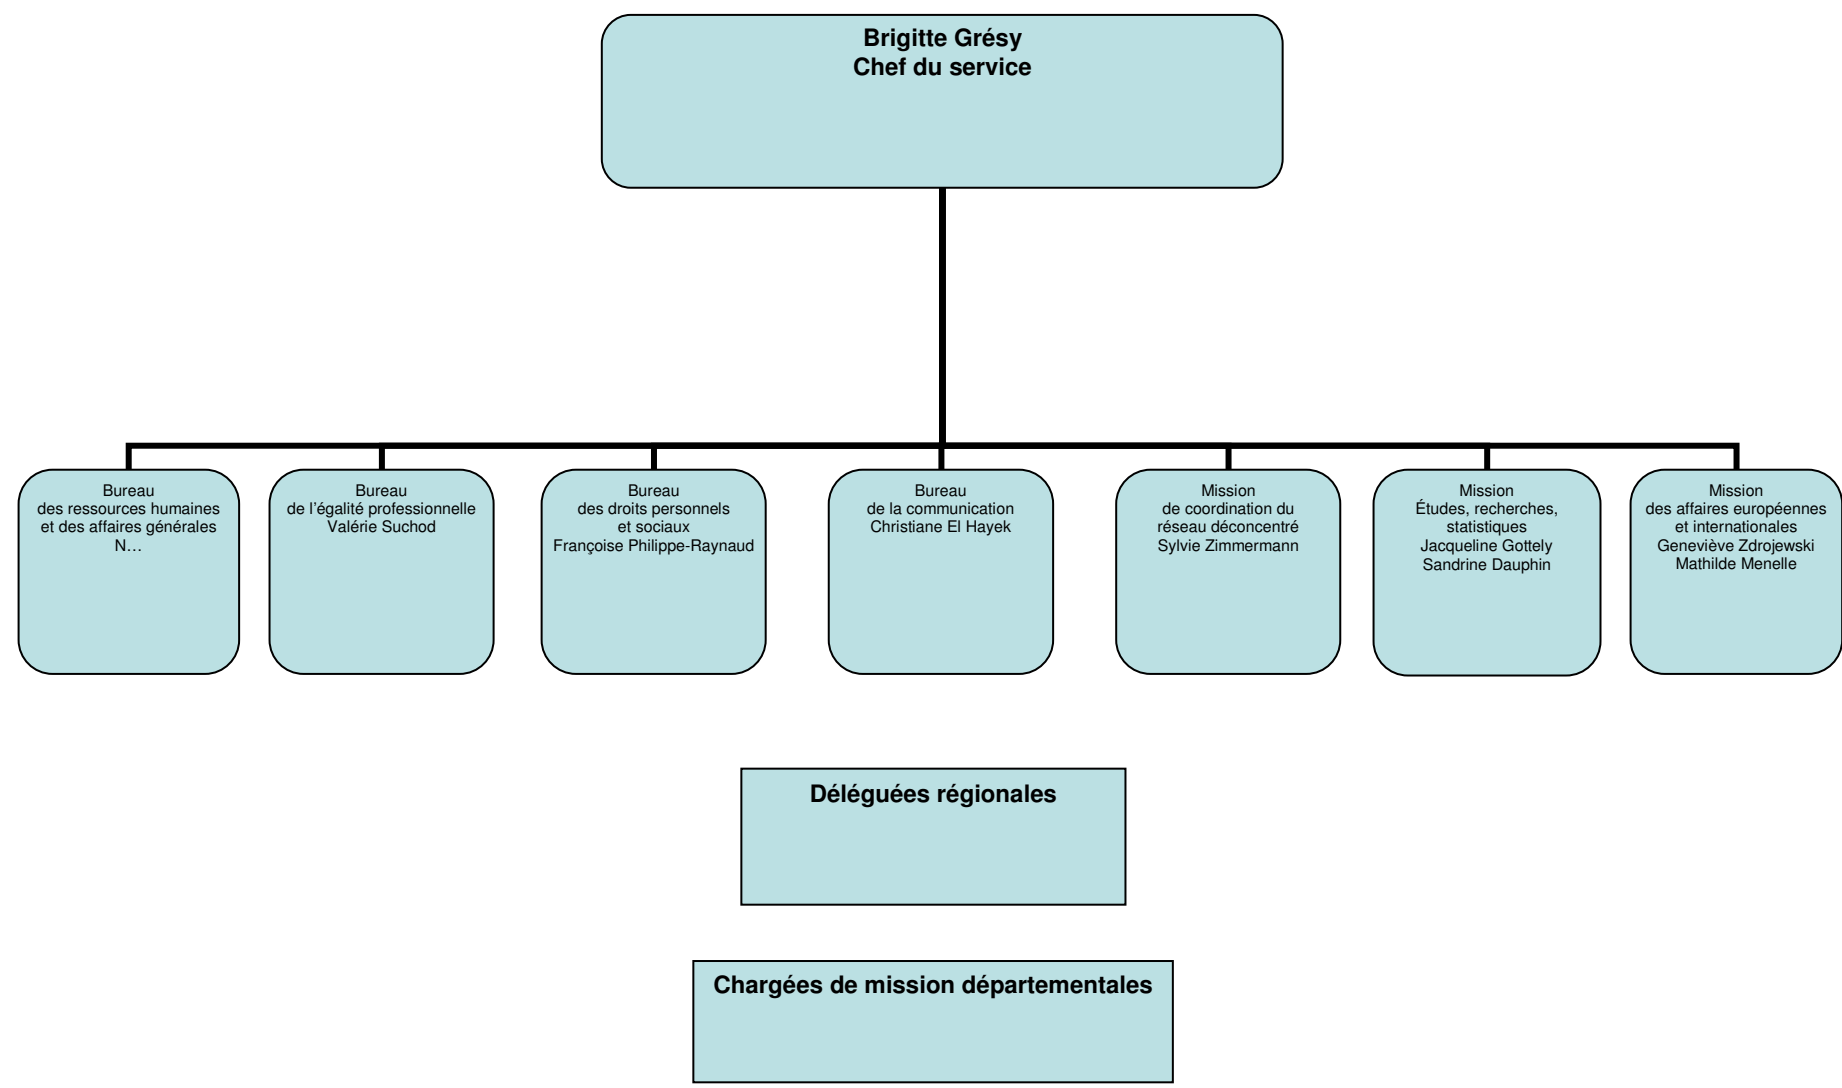 Brigitte Grésy
Chef du service
Bureau
des ressources humaines
et des affaires générales
N…
Bureau
de l’égalité professionnelle
Valérie Suchod
Bureau
des droits personnels
et sociaux
Françoise Philippe-Raynaud
Bureau
de la communication
Christiane El Hayek
Mission
de coordination du
réseau déconcentré
Sylvie Zimmermann
Mission
Études, recherches,
statistiques
Jacqueline Gottely
Sandrine Dauphin
Mission
des affaires européennes
et internationales
Geneviève Zdrojewski
Mathilde Menelle
Déléguées régionales
Chargées de mission départementales